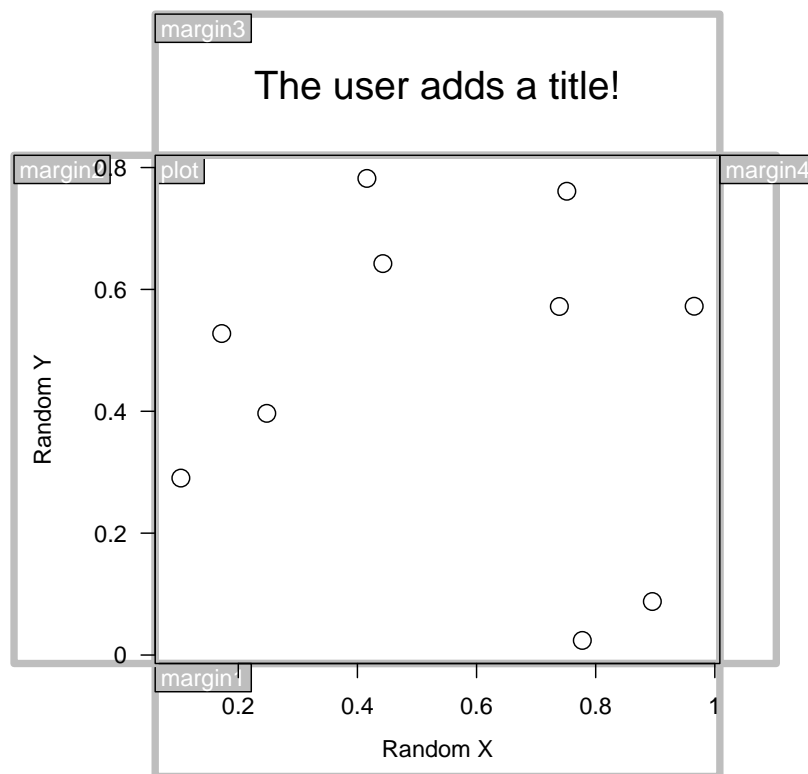 margin3
The user adds a title!
margin2
0.8
plot
margin4
0.6
0.4
0.2
0
Random Y
margin1
0.2 0.4 0.6 0.8 1
Random X